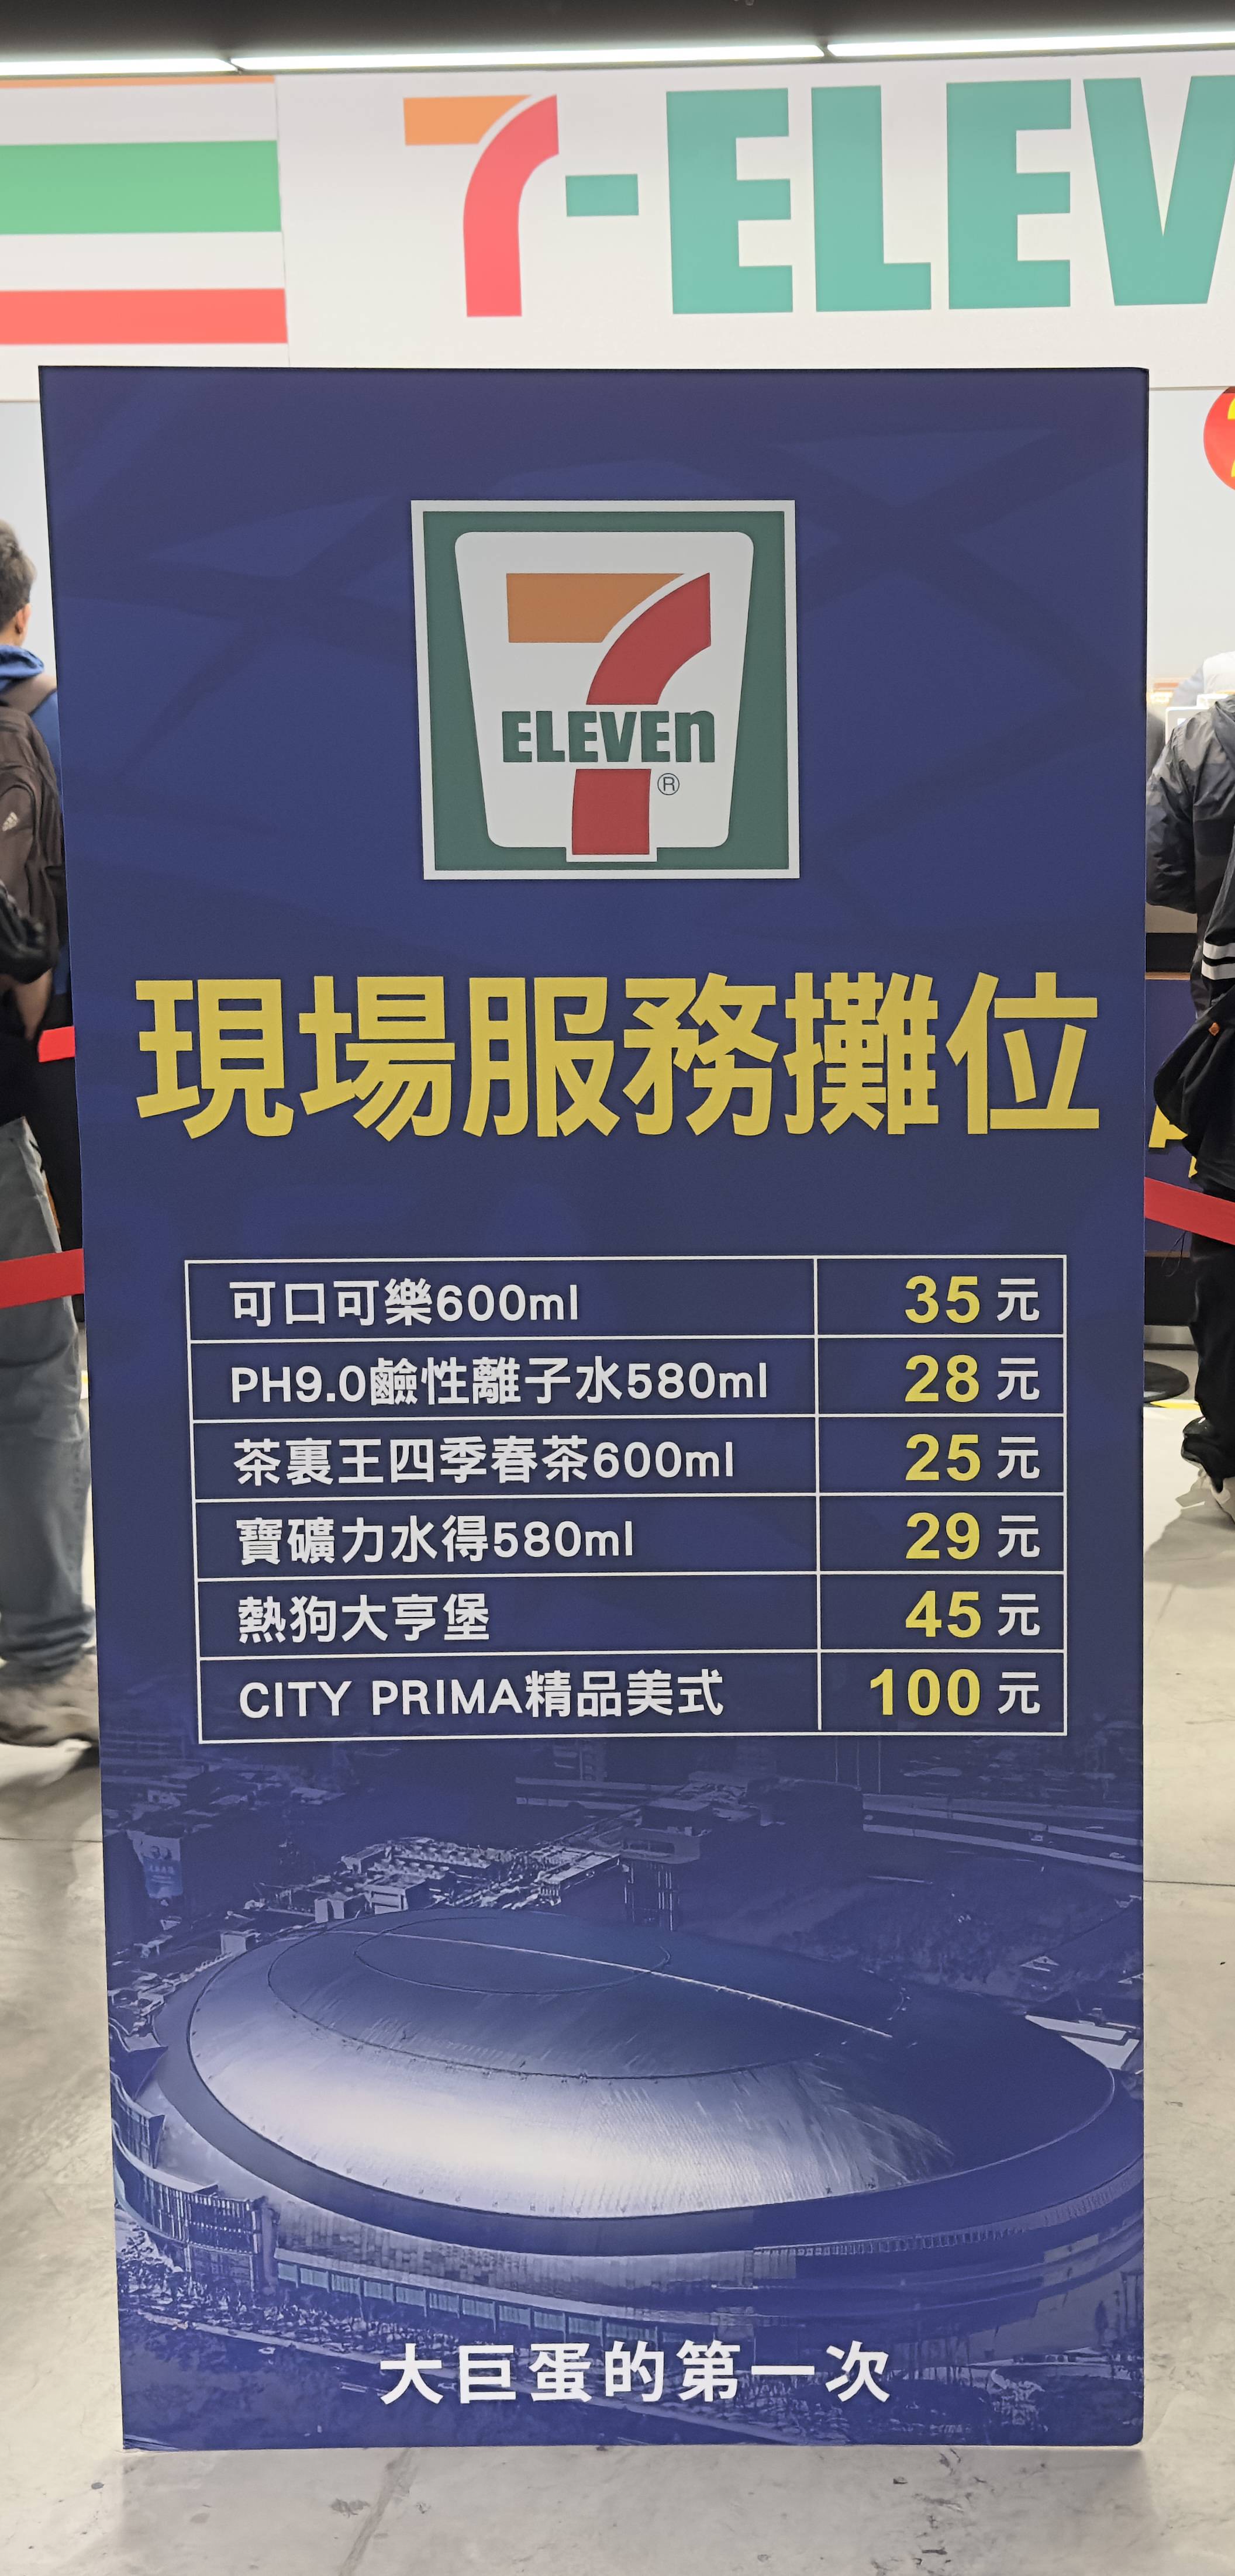 7-ELEV
7
ELEVEn
®
現場服務攤位
可口可樂600ml 35元
PH9.0鹼性離子水580ml 28元
茶裏王四季春茶600ml 25元
寶礦力水得580ml 29元
熱狗大亨堡 45元
CITY PRIMA精品美式 100元
大巨蛋的第一次